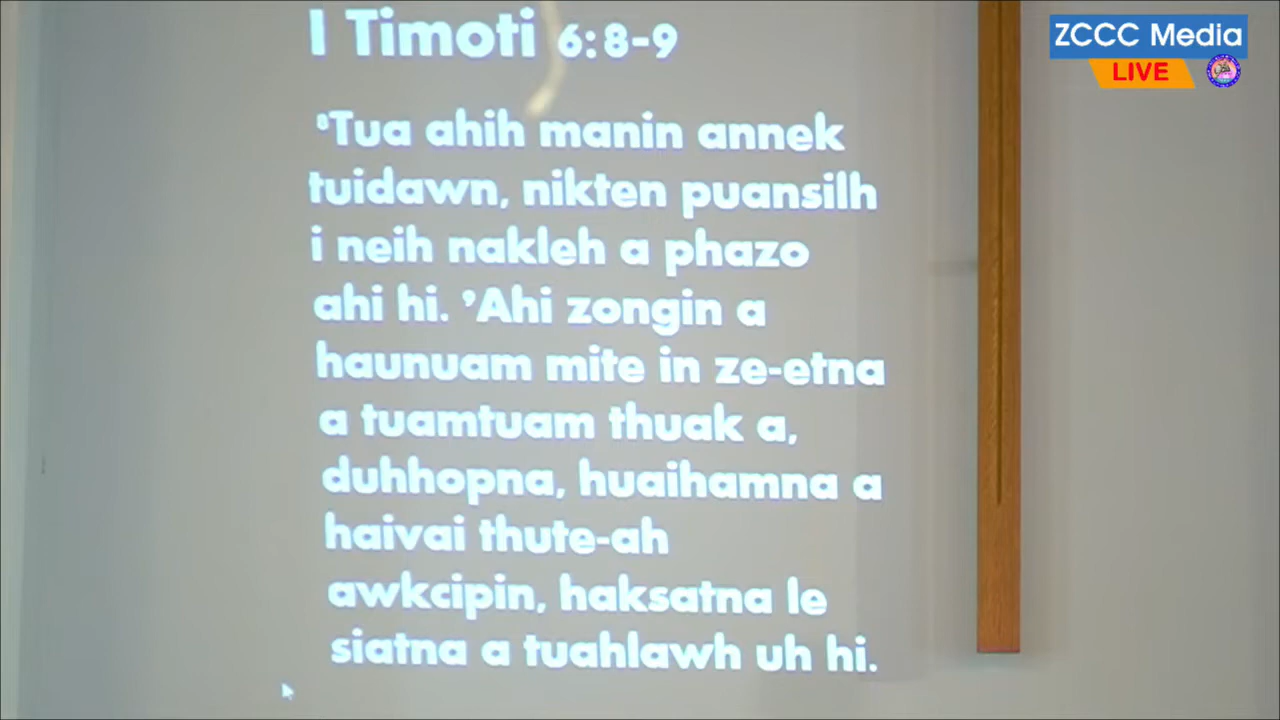 I Timoti 6:8-9
⁸Tua ahih manin annek
tuidawn, nikten puansilh
i neih nakleh a phazo
ahi hi. ⁹Ahi zongin a
haunuam mite in ze-etna
a tuamtuam thuak a,
duhhopna, huaihamna a
haivai thute-ah
awkcipin, haksatna le
siatna a tuahlawh uh hi.
ZCCC Media
LIVE